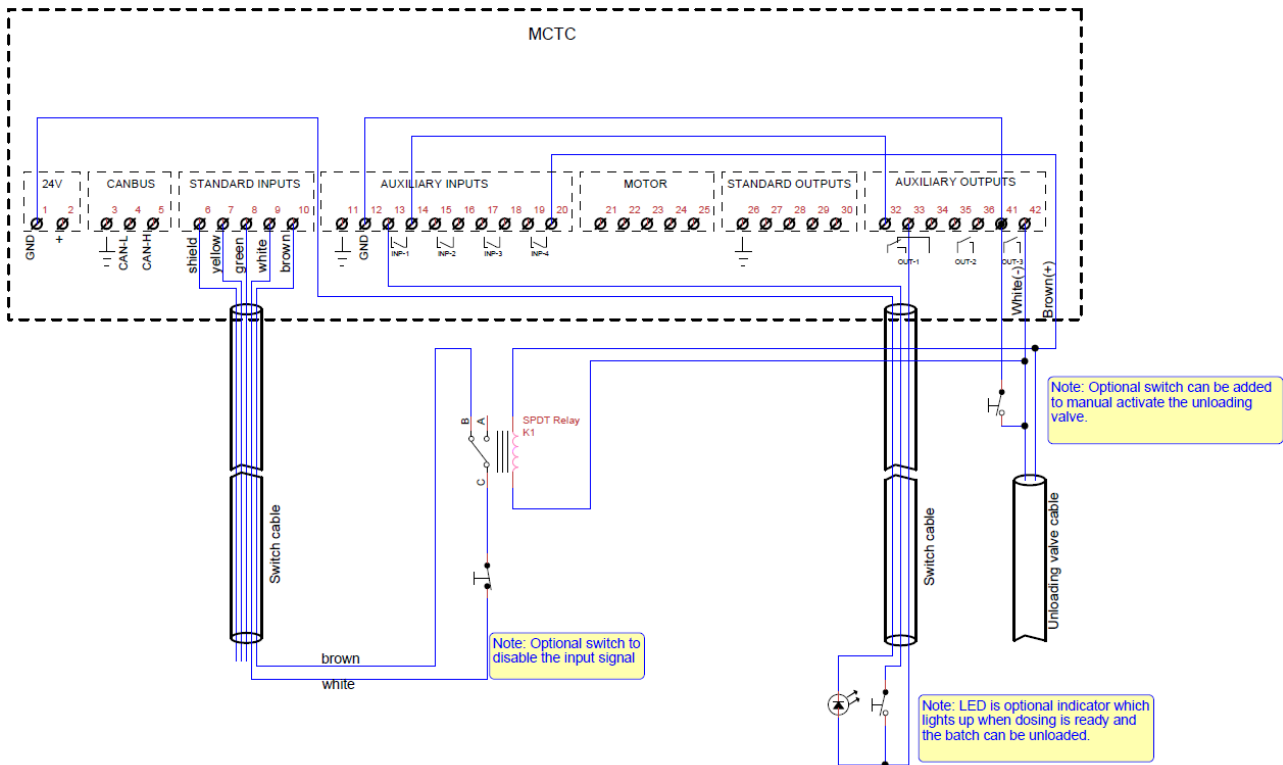 MCTC
24V
CANBUS
STANDARD INPUTS
AUXILIARY INPUTS
MOTOR
STANDARD OUTPUTS
AUXILIARY OUTPUTS
1 2 3 4 5 6 7 8 9 10 11 12 13 14 15 16 17 18 19 20 21 22 23 24 25 26 27 28 29 30 32 33 34 35 36 41 42
GND
+
CAN-L
CAN-H
shield
yellow
green
white
brown
GND
INP-1
INP-2
INP-3
INP-4
OUT-1
OUT-2
OUT-3
White(-)
Brown(+)
SPDT Relay
K1
B
A
C
Note: Optional switch can be added
to manual activate the unloading
valve.
Switch cable
Switch cable
Unloading valve cable
Note: Optional switch to
disable the input signal
brown
white
Note: LED is optional indicator which
lights up when dosing is ready and
the batch can be unloaded.